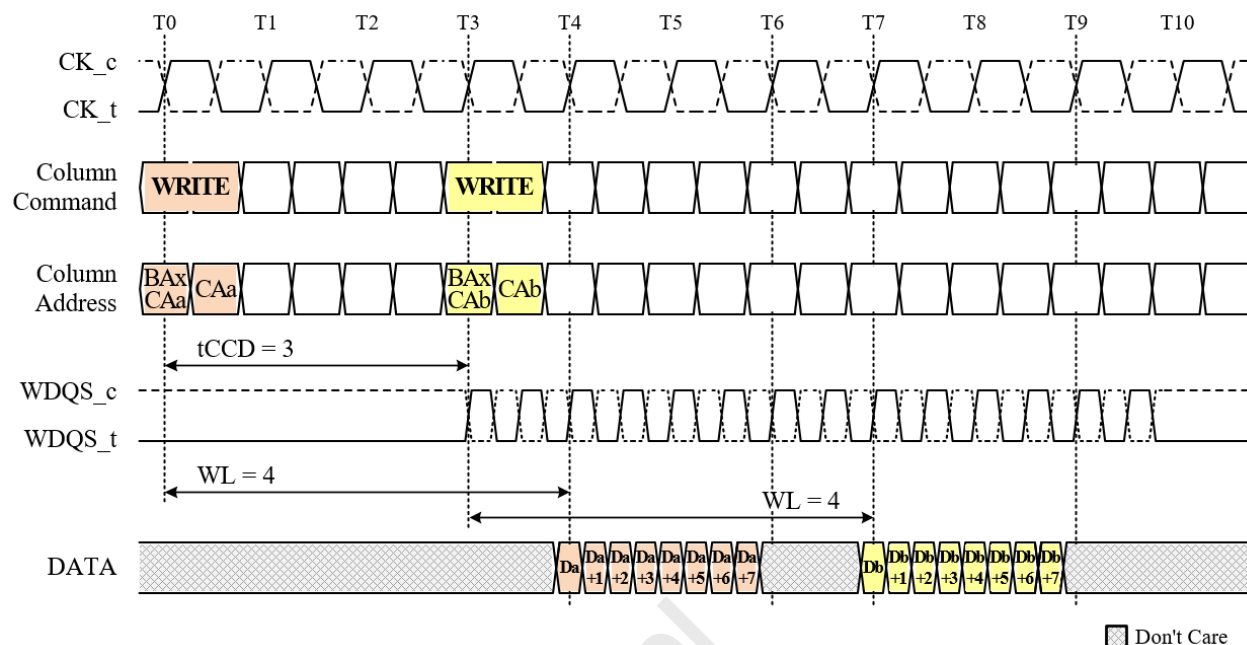 T0 T1 T2 T3 T4 T5 T6 T7 T8 T9 T10
CK_c
CK_t
Column
Command
WRITE WRITE
Column
Address
BAx
CAa
CAa
BAx
CAb
CAb
tCCD = 3
WDQS_c
WDQS_t
WL = 4
WL = 4
DATA
Da Da+1 Da+2 Da+3 Da+4 Da+5 Da+6 Da+7 Db Db+1 Db+2 Db+3 Db+4 Db+5 Db+6 Db+7
Don't Care